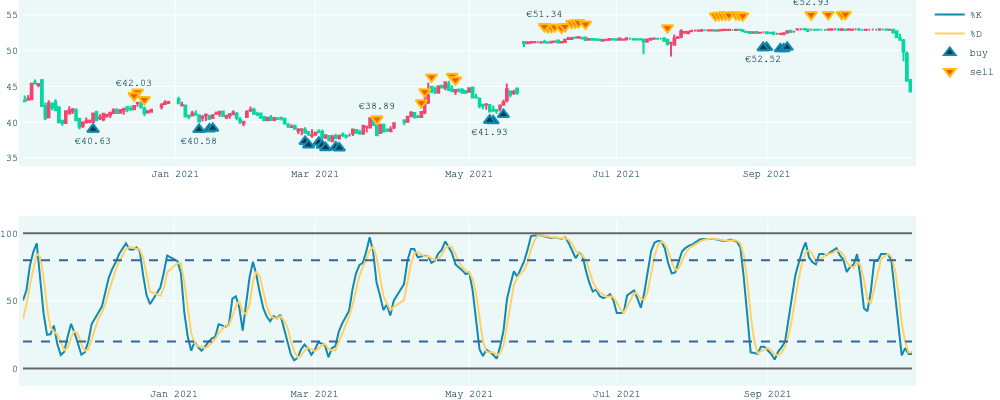 €52.93
55
€51.34
%K
%D
50
buy
€52.52
sell
45
€42.03
€38.89
40
€41.93
€40.63
€40.58
35
Jan 2021
Mar 2021
May 2021
Jul 2021
Sep 2021
100
50
0
Jan 2021
Mar 2021
May 2021
Jul 2021
Sep 2021